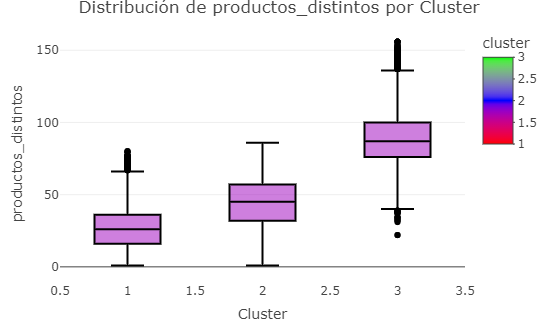 Distribución de productos_distintos por Cluster
cluster
3
2.5
2
1.5
1
productos_distintos
150
100
50
0
0.5 1 1.5 2 2.5 3 3.5
Cluster